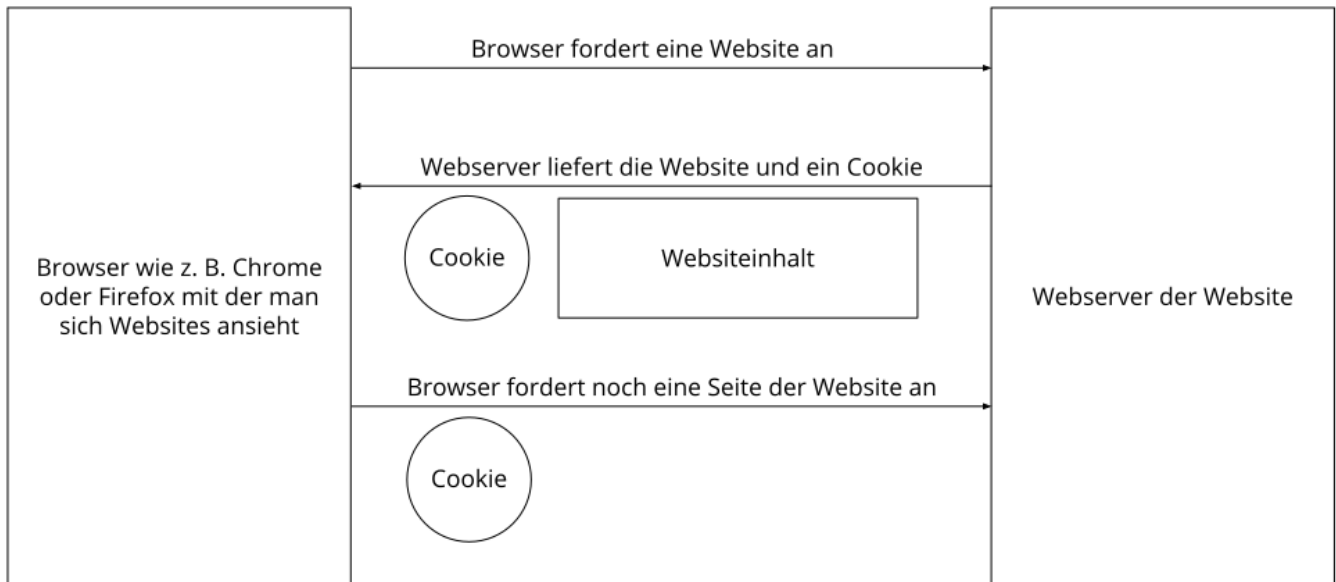 Browser fordert eine Website an
Webserver liefert die Website und ein Cookie
Cookie
Websiteinhalt
Browser wie z. B. Chrome
oder Firefox mit der man
sich Websites ansieht
Webserver der Website
Browser fordert noch eine Seite der Website an
Cookie